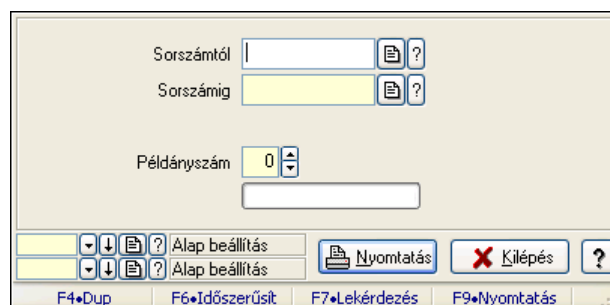 Sorszámtól ?
Sorszámig ?
Példányszám 0
? Alap beállítás
? Alap beállítás
Nyomtatás Kilépés ?
F4•Dup F6•Időszerűsít F7•Lekérdezés F9•Nyomtatás